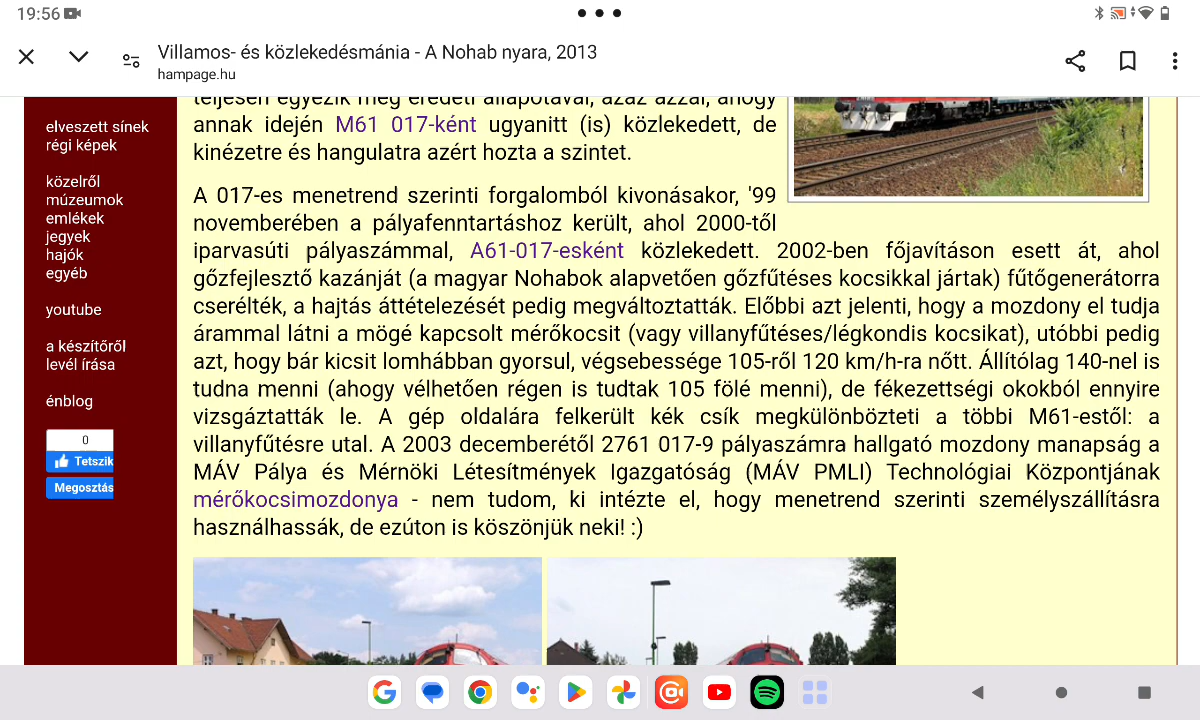 19:56
Villamos- és közlekedésmánia - A Nohab nyara, 2013
hampage.hu
elveszett sínek
régi képek
közelről
múzeumok
emlékek
jegyek
hajók
egyéb
youtube
a készítőről
levél írása
énblog
0
Tetszik
Megosztás
teljesen egyezik meg eredeti állapotával, azaz azzal, ahogy
annak idején M61 017-ként ugyanitt (is) közlekedett, de
kinézetre és hangulatra azért hozta a szintet.
A 017-es menetrend szerinti forgalomból kivonásakor, '99
novemberében a pályafenntartáshoz került, ahol 2000-től
iparvasúti pályaszámmal, A61-017-esként közlekedett. 2002-ben főjavításon esett át, ahol
gőzfejlesztő kazánját (a magyar Nohabok alapvetően gőzfűtéses kocsikkal jártak) fűtőgenerátorra
cserélték, a hajtás áttételezését pedig megváltoztatták. Előbbi azt jelenti, hogy a mozdony el tudja
árammal látni a mögé kapcsolt mérőkocsit (vagy villanyfűtéses/légkondis kocsikat), utóbbi pedig
azt, hogy bár kicsit lomhábban gyorsul, végsebessége 105-ről 120 km/h-ra nőtt. Állítólag 140-nel is
tudna menni (ahogy vélhetően régen is tudtak 105 fölé menni), de fékezettségi okokból ennyire
vizsgáztatták le. A gép oldalára felkerült kék csík megkülönbözteti a többi M61-estől: a
villanyfűtésre utal. A 2003 decemberétől 2761 017-9 pályaszámra hallgató mozdony manapság a
MÁV Pálya és Mérnöki Létesítmények Igazgatóság (MÁV PMLI) Technológiai Központjának
mérőkocsimozdonya - nem tudom, ki intézte el, hogy menetrend szerinti személyszállításra
használhassák, de ezúton is köszönjük neki! :)